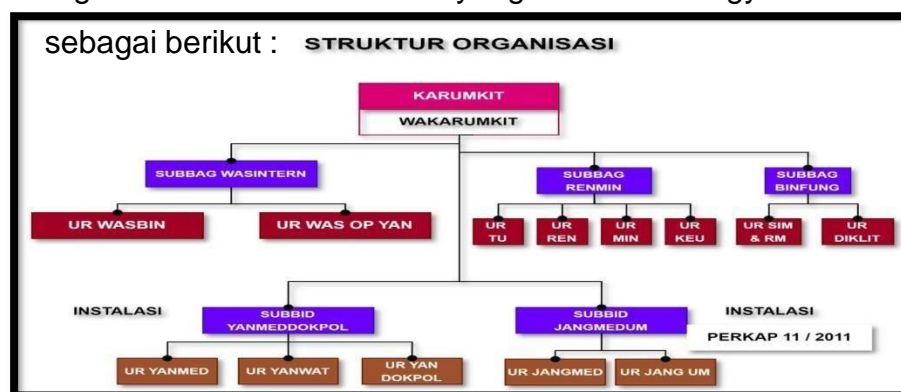 sebagai berikut :
STRUKTUR ORGANISASI
KARUMKIT
WAKARUMKIT
SUBBAG WASINTERN
SUBBAG
RENMIN
SUBBAG
BINFUNG
UR WASBIN
UR WAS OP YAN
UR
TU
UR
REN
UR
MIN
UR
KEU
UR SIM
& RM
UR
DIKLIT
INSTALASI
SUBBID
YANMEDDOKPOL
SUBBID
JANGMEDUM
INSTALASI
PERKAP 11 / 2011
UR YANMED
UR YANWAT
UR YAN
DOKPOL
UR JANGMED
UR JANG UM